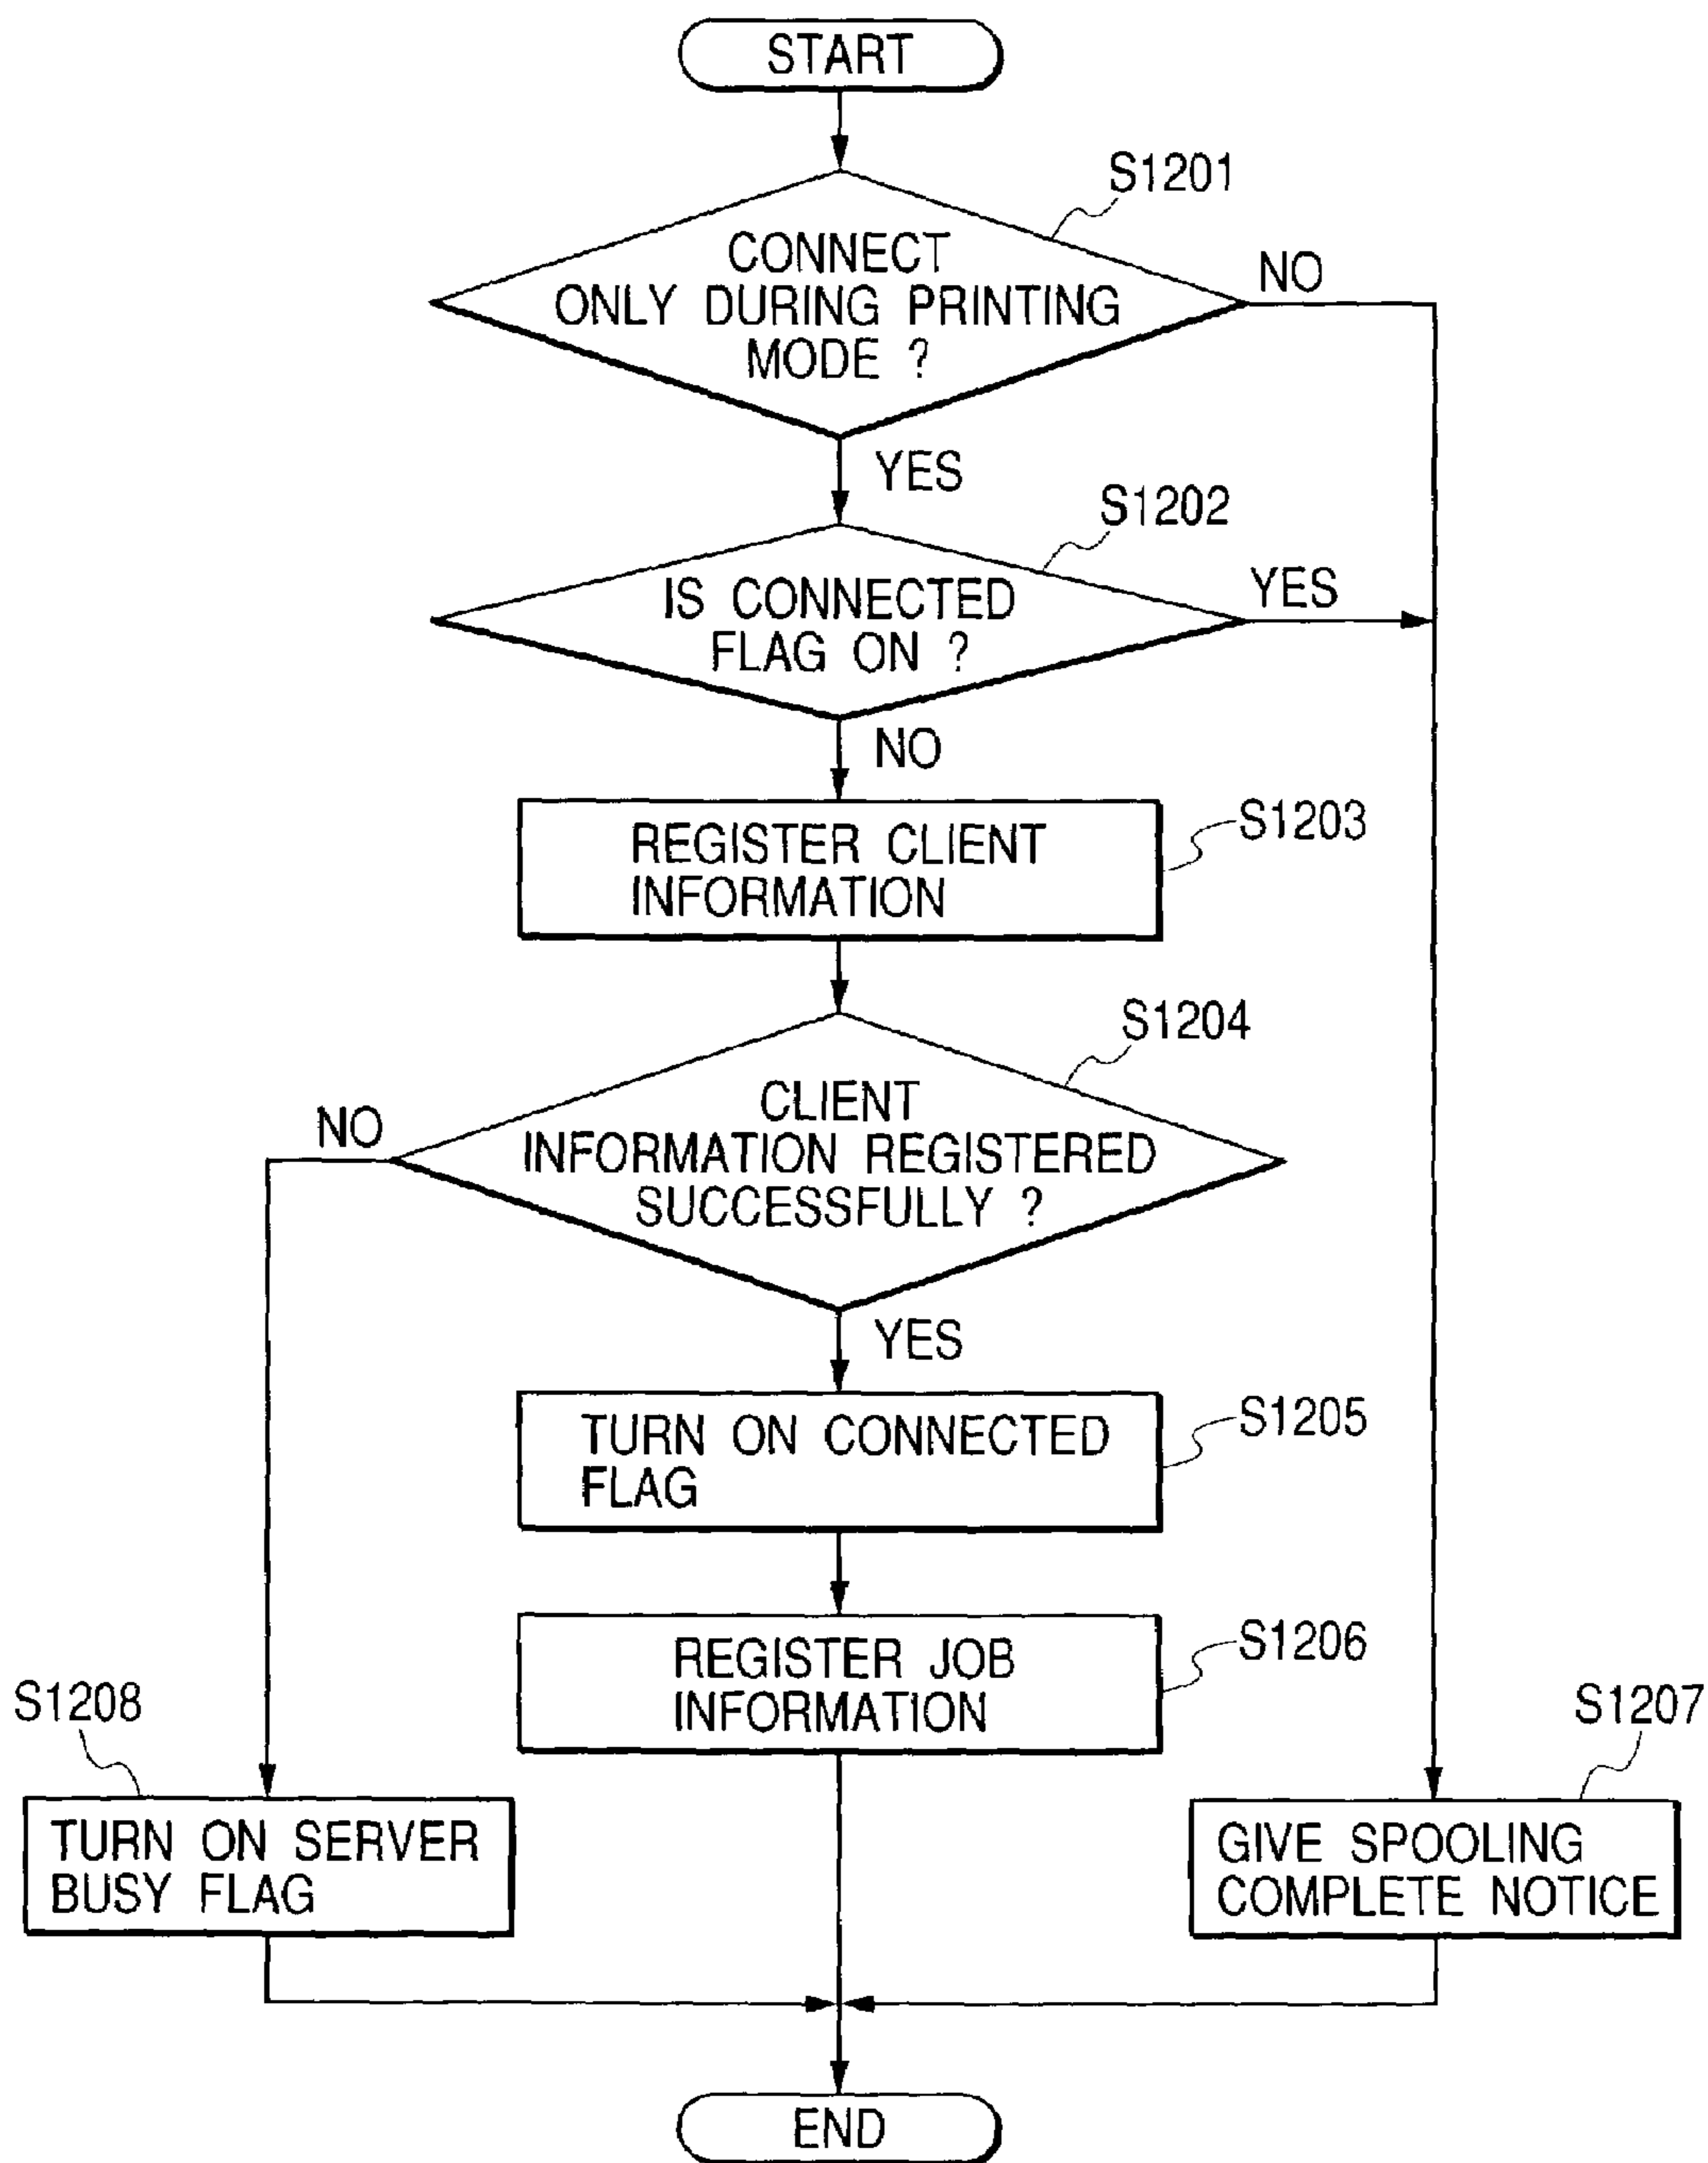 START
S1201
CONNECT
ONLY DURING PRINTING
MODE ?
NO
YES
S1202
IS CONNECTED
FLAG ON ?
YES
NO
REGISTER CLIENT
INFORMATION
S1203
S1204
CLIENT
INFORMATION REGISTERED
SUCCESSFULLY ?
NO
YES
TURN ON CONNECTED
FLAG
S1205
REGISTER JOB
INFORMATION
S1206
S1208
TURN ON SERVER
BUSY FLAG
S1207
GIVE SPOOLING
COMPLETE NOTICE
END